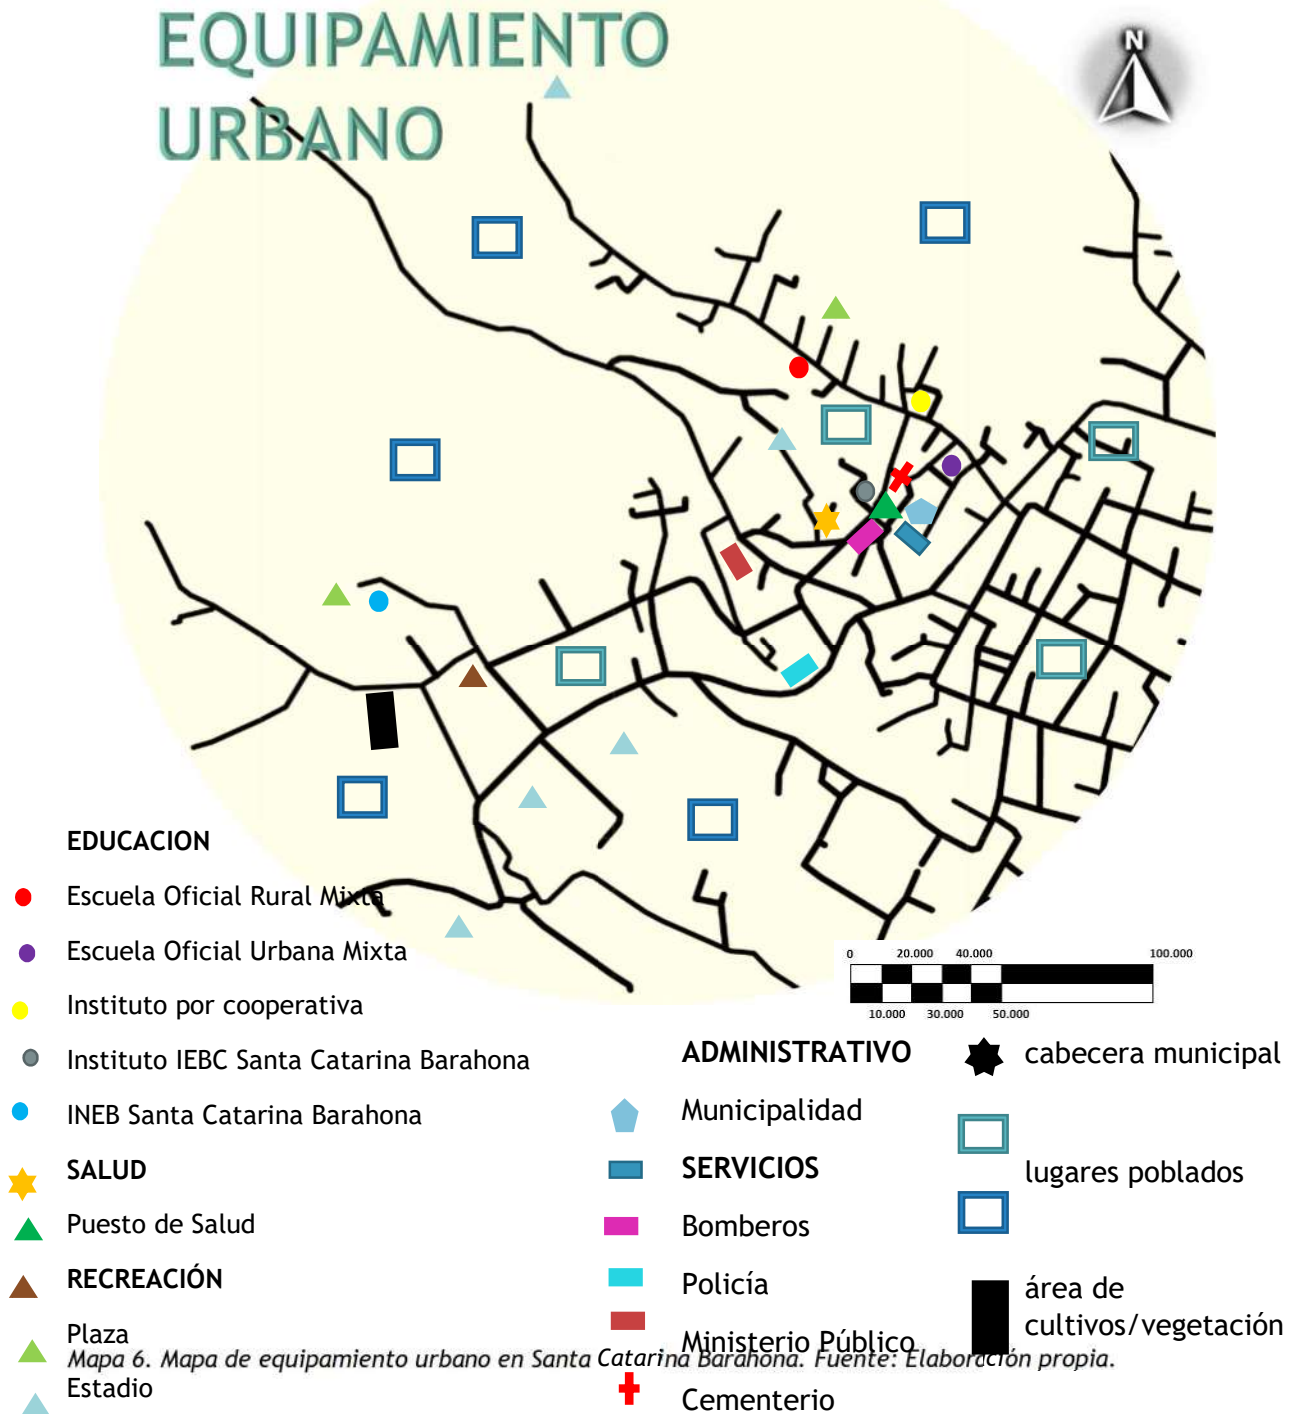 EQUIPAMIENTO
URBANO
N
EDUCACION
Escuela Oficial Rural Mixta
Escuela Oficial Urbana Mixta
Instituto por cooperativa
Instituto IEBC Santa Catarina Barahona
INEB Santa Catarina Barahona
SALUD
Puesto de Salud
RECREACIÓN
Plaza
Estadio
0 20.000 40.000 100.000
10.000 30.000 50.000
ADMINISTRATIVO
Municipalidad
SERVICIOS
Bomberos
Policía
Ministerio Público
Cementerio
cabecera municipal
lugares poblados
área de
cultivos/vegetación
Mapa 6. Mapa de equipamiento urbano en Santa Catarina Barahona. Fuente: Elaboración propia.